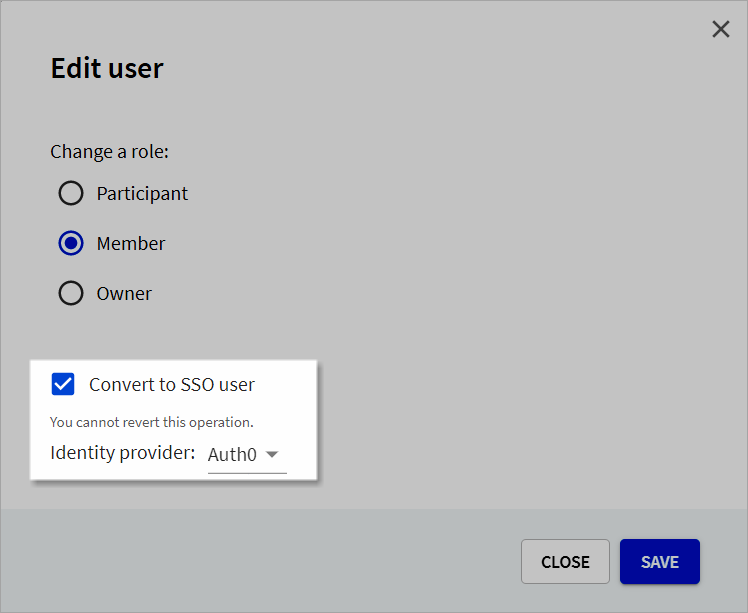 Edit user
Change a role:
Participant
Member
Owner
Convert to SSO user
You cannot revert this operation.
Identity provider: Auth0
CLOSE SAVE